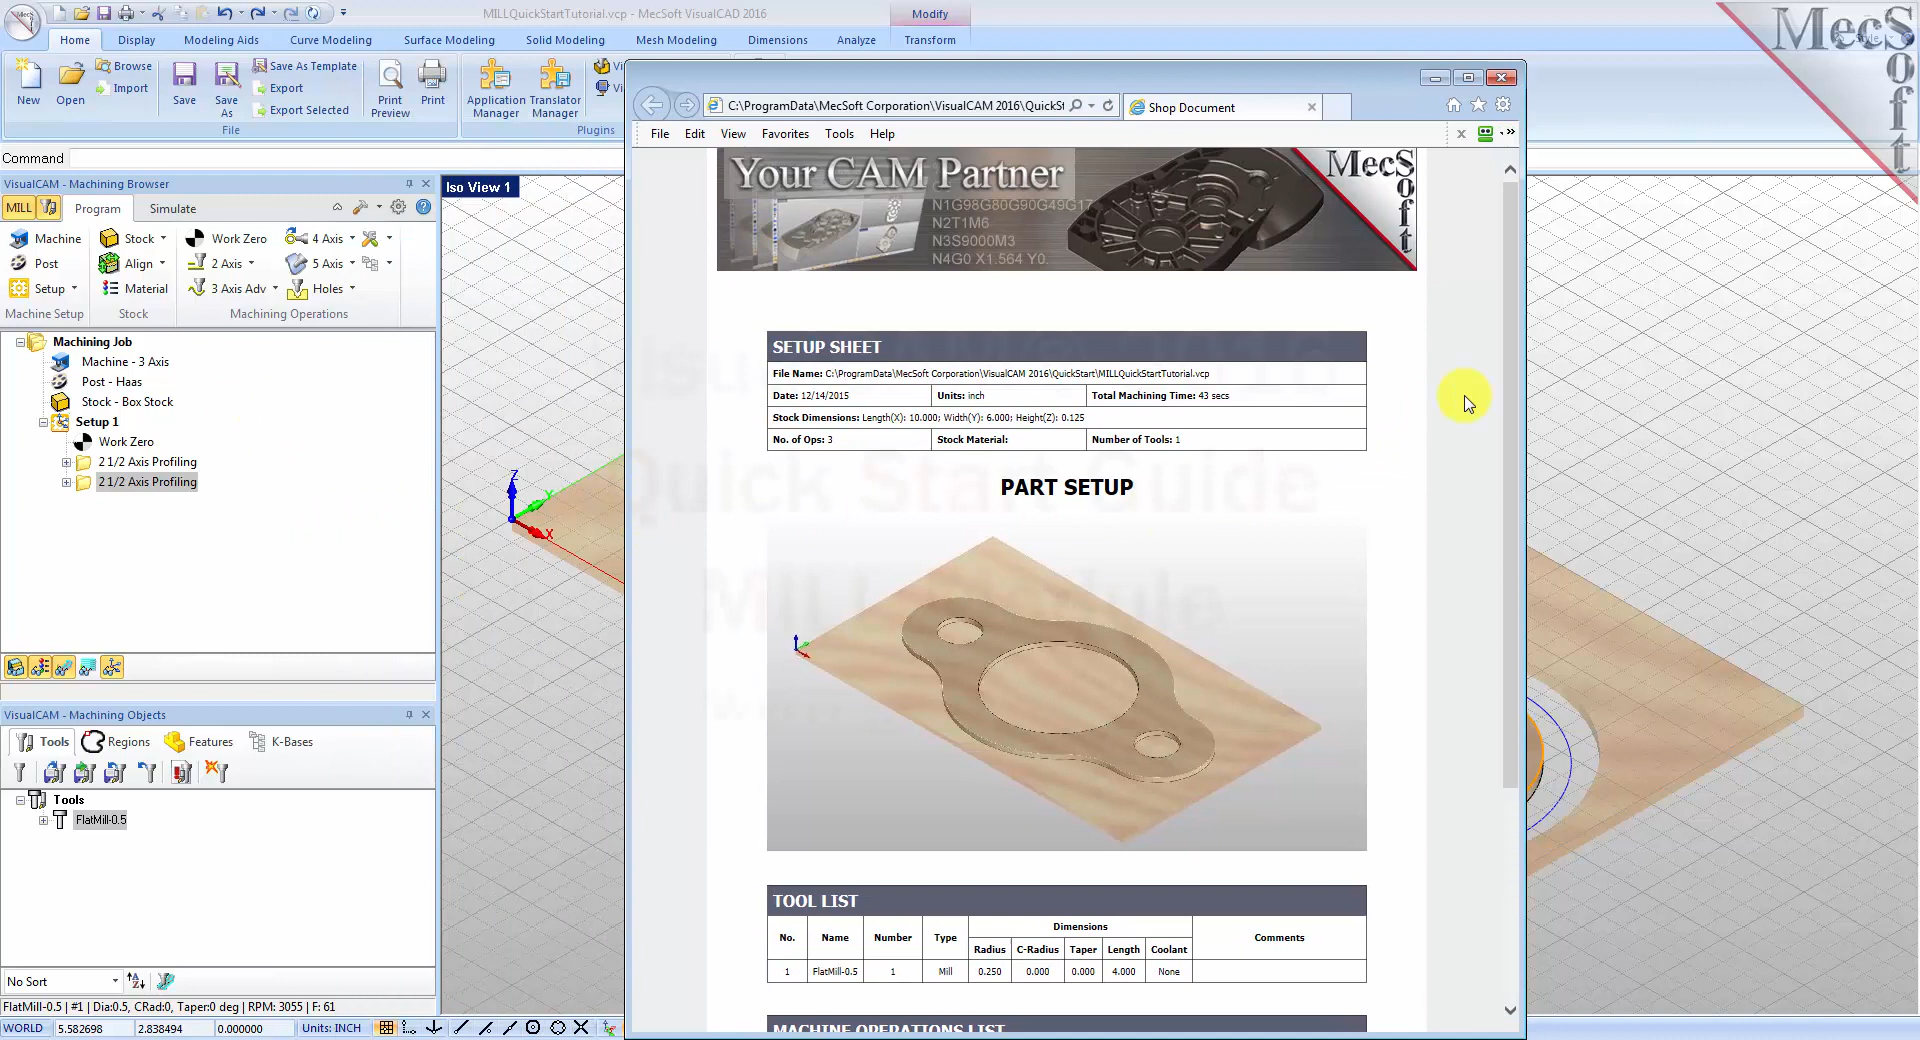 MILLQuickStartTutorial.vcp - MecSoft VisualCAD 2016
Modify
Home Display Modeling Aids Curve Modeling Surface Modeling Solid Modeling Mesh Modeling Dimensions Analyze Transform
New Open Browse Import Save Save As Save As Template Export Export Selected Print Preview Print Application Manager Translator Manager
File Plugins
Command
VisualCAM - Machining Browser
MILL Program Simulate
Machine Stock Work Zero 4 Axis
Post Align 2 Axis 5 Axis
Setup Material 3 Axis Adv Holes
Machine Setup Stock Machining Operations
Machining Job
Machine - 3 Axis
Post - Haas
Stock - Box Stock
Setup 1
Work Zero
2 1/2 Axis Profiling
2 1/2 Axis Profiling
VisualCAM - Machining Objects
Tools Regions Features K-Bases
Tools
FlatMill-0.5
No Sort
FlatMill-0.5 | #1 | Dia:0.5, CRad:0, Taper:0 deg | RPM: 3055 | F: 61
WORLD 5.582698 2.838494 0.000000 Units: INCH
Iso View 1
Z
Y
X
C:\ProgramData\MecSoft Corporation\VisualCAM 2016\QuickSt
Shop Document
File Edit View Favorites Tools Help
Your CAM Partner
N1G98G80G90G49G17
N2T1M6
N3S9000M3
N4G0 X1.564 Y0.
MecSoft
SETUP SHEET
File Name: C:\ProgramData\MecSoft Corporation\VisualCAM 2016\QuickStart\MILLQuickStartTutorial.vcp
Date: 12/14/2015 Units: inch Total Machining Time: 43 secs
Stock Dimensions: Length(X): 10.000; Width(Y): 6.000; Height(Z): 0.125
No. of Ops: 3 Stock Material: Number of Tools: 1
PART SETUP
Quick Start Guide
TOOL LIST
No. Name Number Type Dimensions Comments
Radius C-Radius Taper Length Coolant
1 FlatMill-0.5 1 Mill 0.250 0.000 0.000 4.000 None
MACHINE OPERATIONS LIST
MecSoft